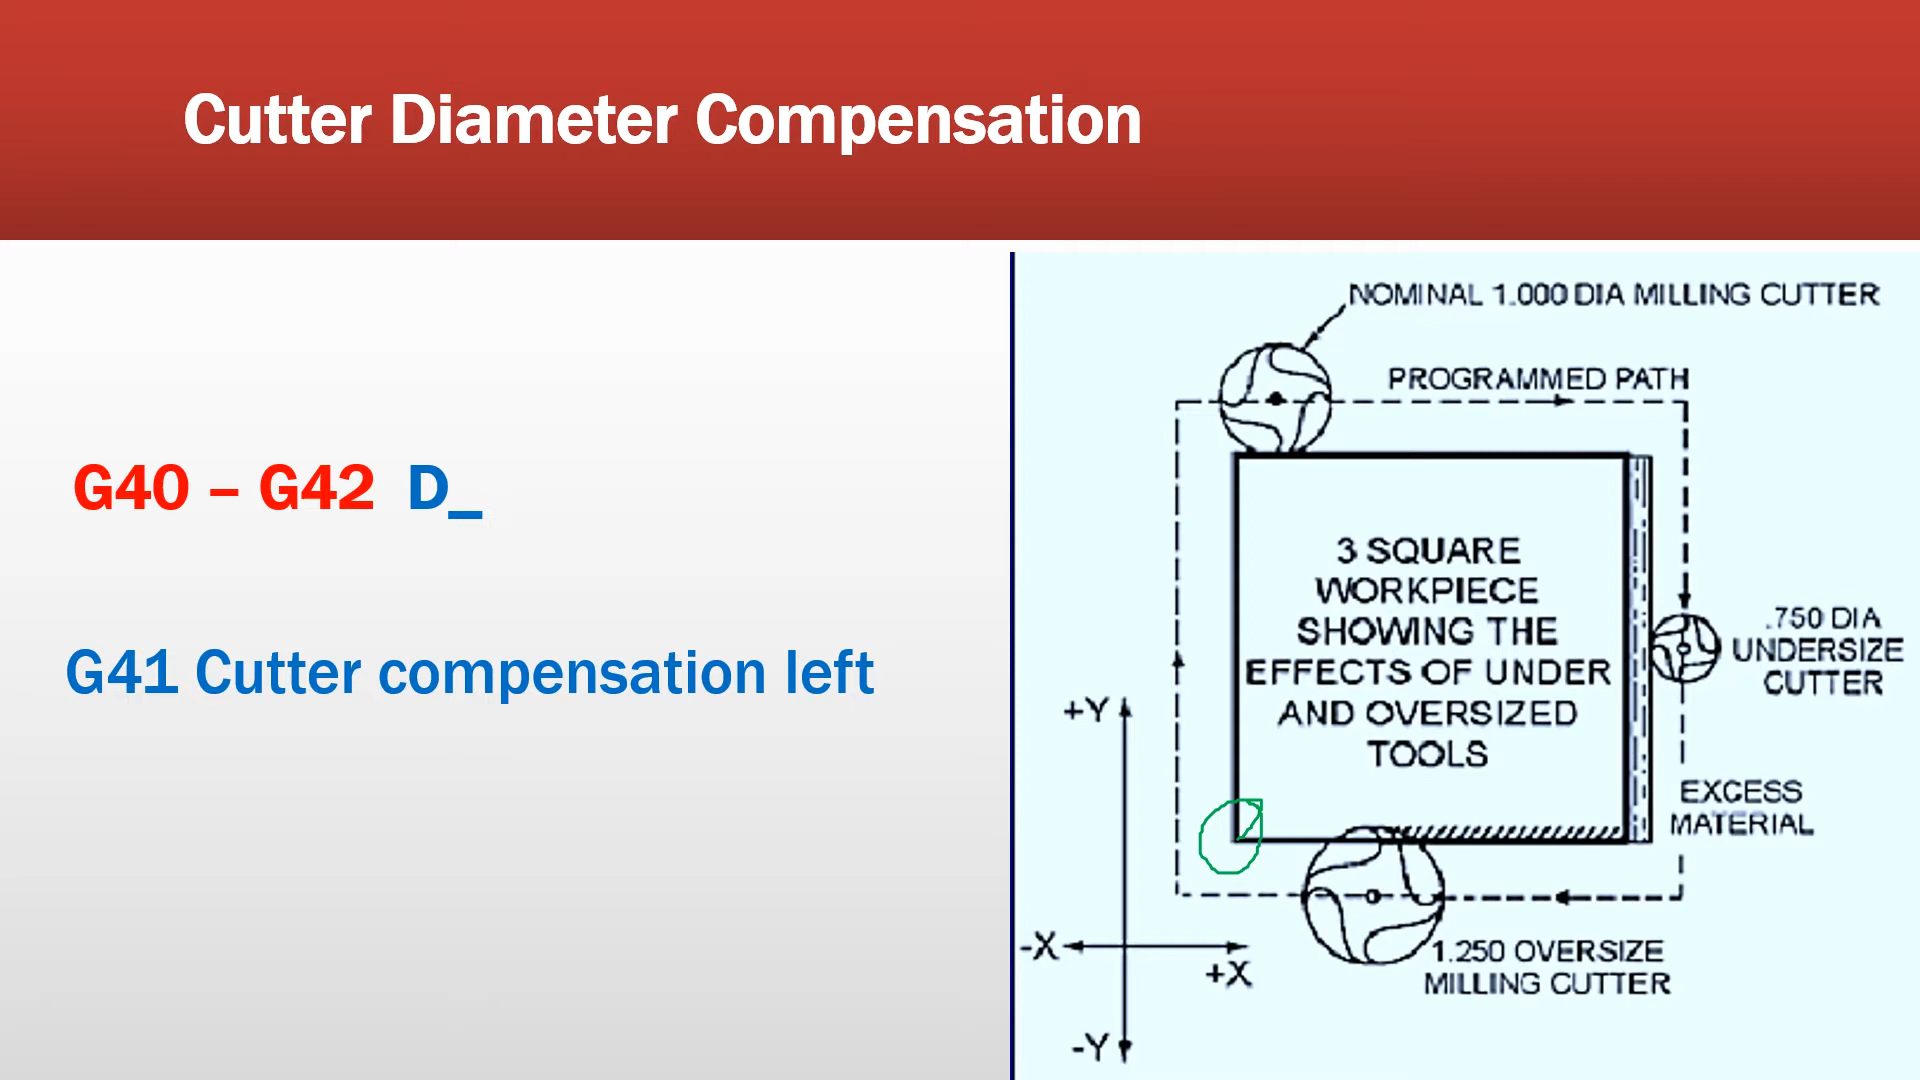 Cutter Diameter Compensation
G40 – G42 D_
G41 Cutter compensation left
NOMINAL 1.000 DIA MILLING CUTTER
PROGRAMMED PATH
3 SQUARE
WORKPIECE
SHOWING THE
EFFECTS OF UNDER
AND OVERSIZED
TOOLS
.750 DIA
UNDERSIZE
CUTTER
EXCESS
MATERIAL
+Y
-X
+X
-Y
1.250 OVERSIZE
MILLING CUTTER